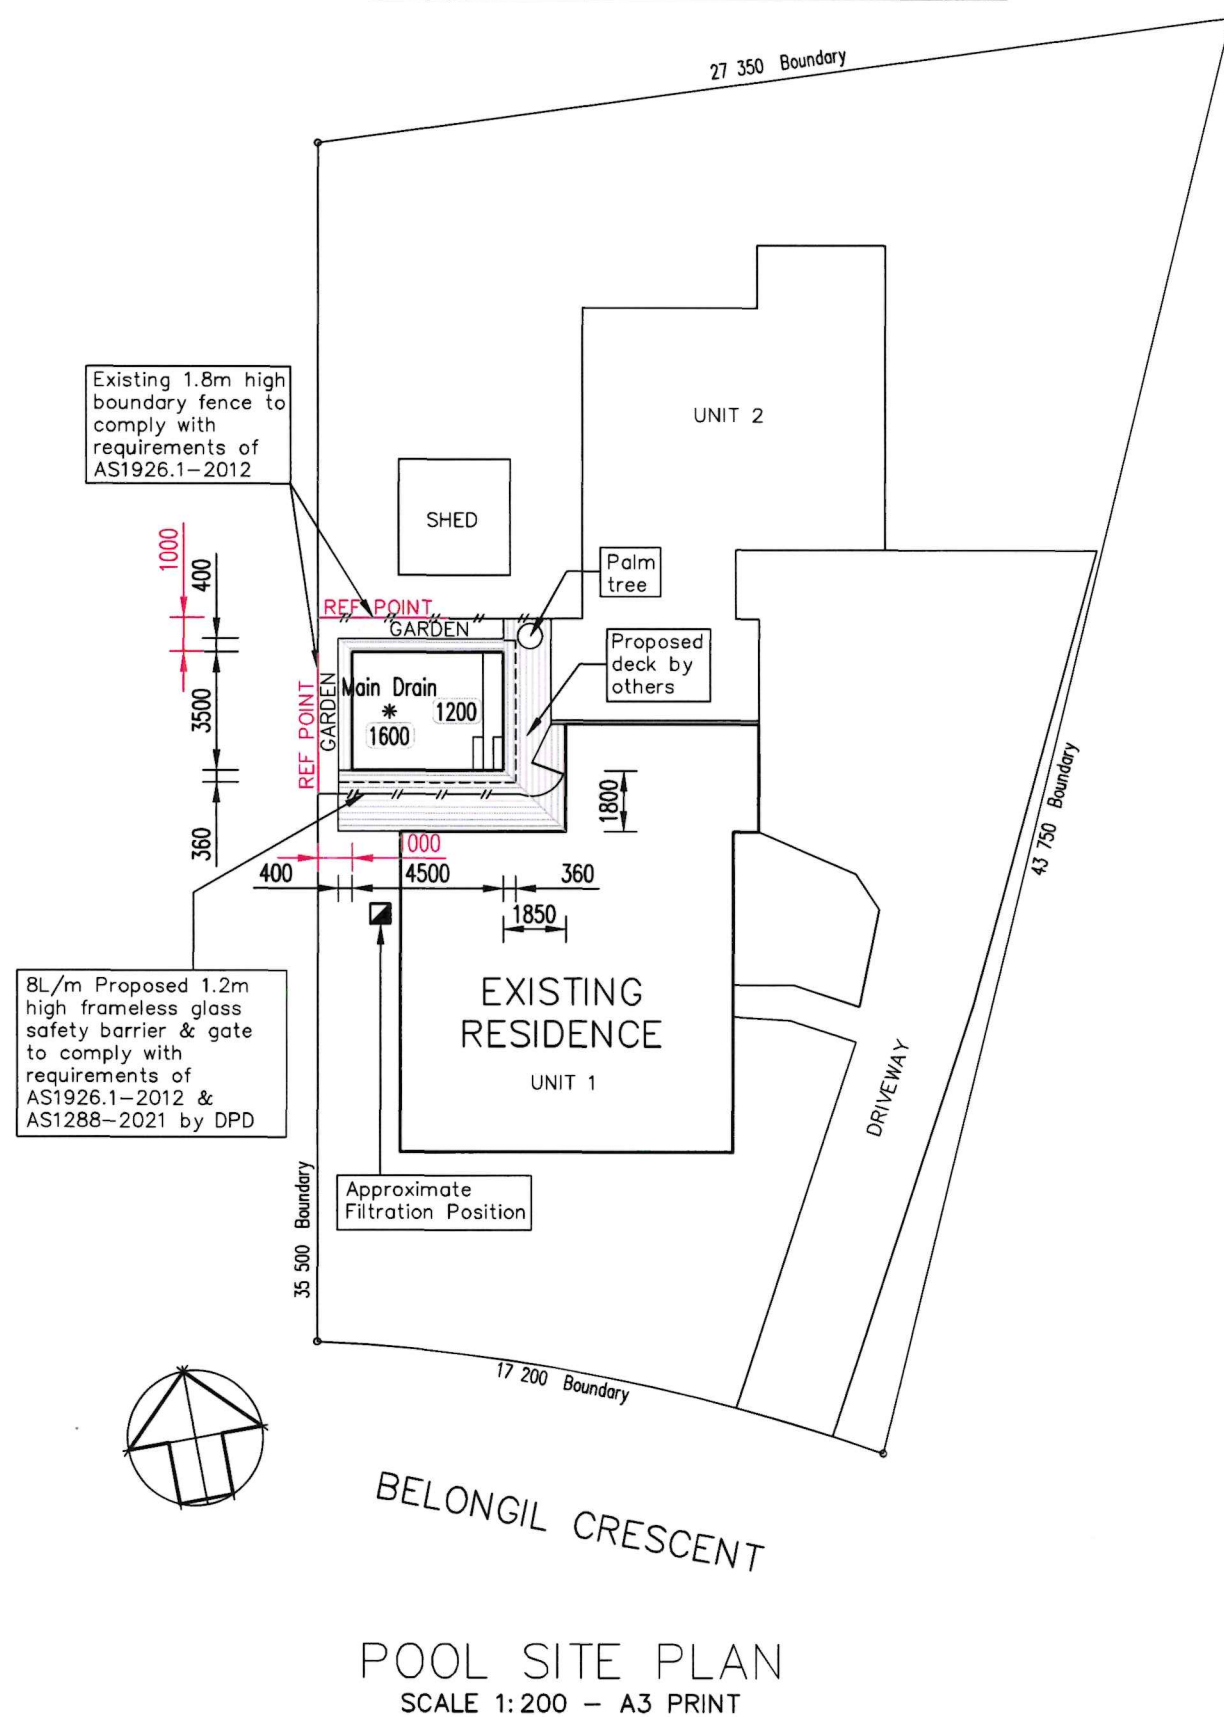 27 350 Boundary
Existing 1.8m high
boundary fence to
comply with
requirements of
AS1926.1-2012
UNIT 2
SHED
1000
400
3500
360
Palm
tree
REF POINT
GARDEN
Proposed
deck by
others
REF POINT
GARDEN
Main Drain
1200
1600
1800
43 750 Boundary
1000
400
4500
360
1850
8L/m Proposed 1.2m
high frameless glass
safety barrier & gate
to comply with
requirements of
AS1926.1-2012 &
AS1288-2021 by DPD
EXISTING
RESIDENCE
UNIT 1
DRIVEWAY
Approximate
Filtration Position
35 500 Boundary
17 200 Boundary
BELONGIL CRESCENT
POOL SITE PLAN
SCALE 1:200 - A3 PRINT